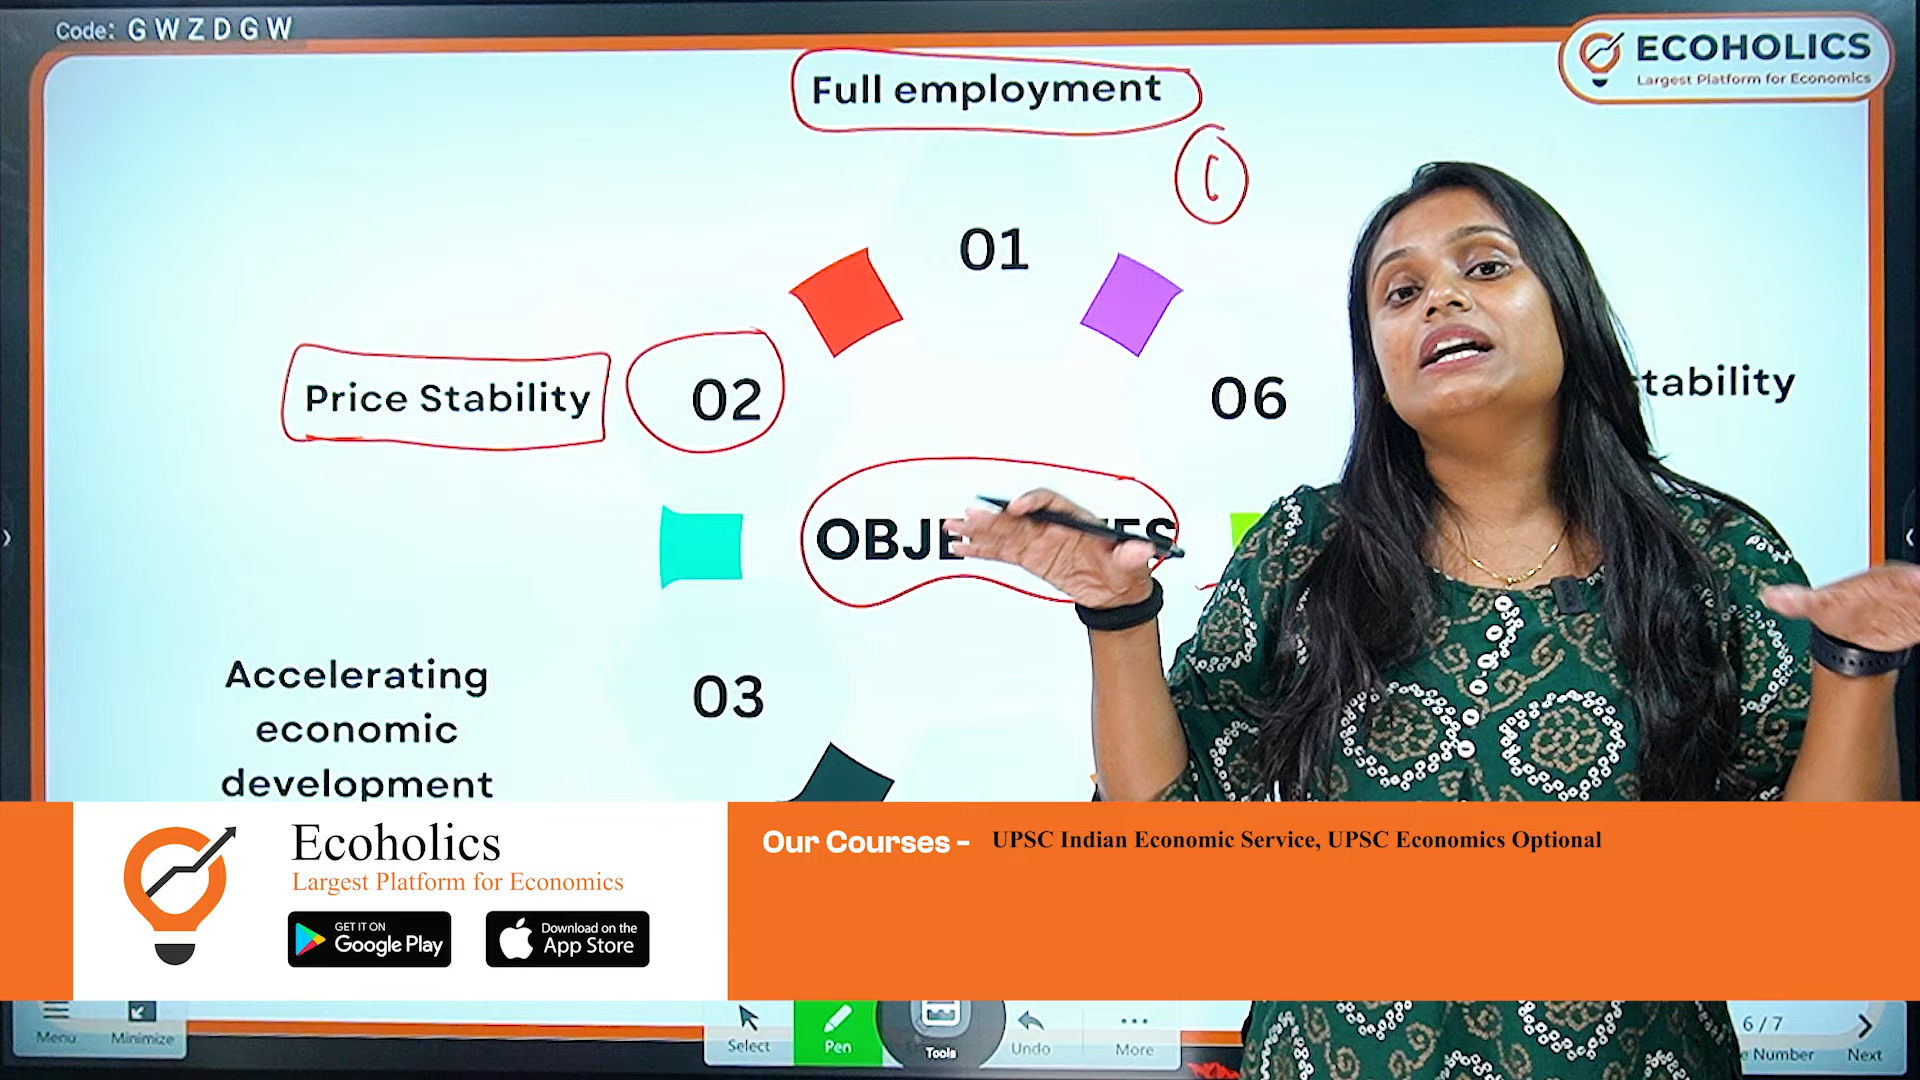 Code: GWZDGW
ECOHOLICS
Largest Platform for Economics
Full employment
01
Price Stability
02
06
tability
OBJE
ES
Accelerating
economic
development
03
Ecoholics
Largest Platform for Economics
GET IT ON
Google Play
Download on the
App Store
Our Courses - UPSC Indian Economic Service, UPSC Economics Optional
Menu
Minimize
Select
Pen
Tools
Undo
More
6/7
e Number
Next